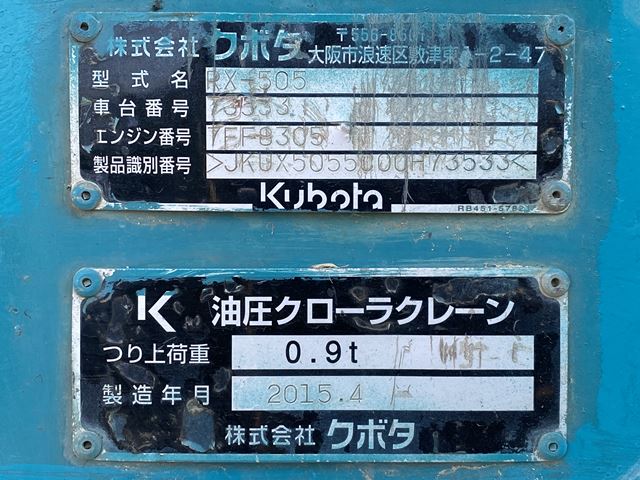 株式会社 クボタ 〒556-8601
大阪市浪速区敷津東1-2-47
型式名 RX-505
車台番号 73533
エンジン番号 7FF8305
製品識別番号 >JKUX5055C00H73533<
Kubota
RB451-5782
K 油圧クローラクレーン
つり上荷重 0.9t
製造年月 2015.4
株式会社 クボタ